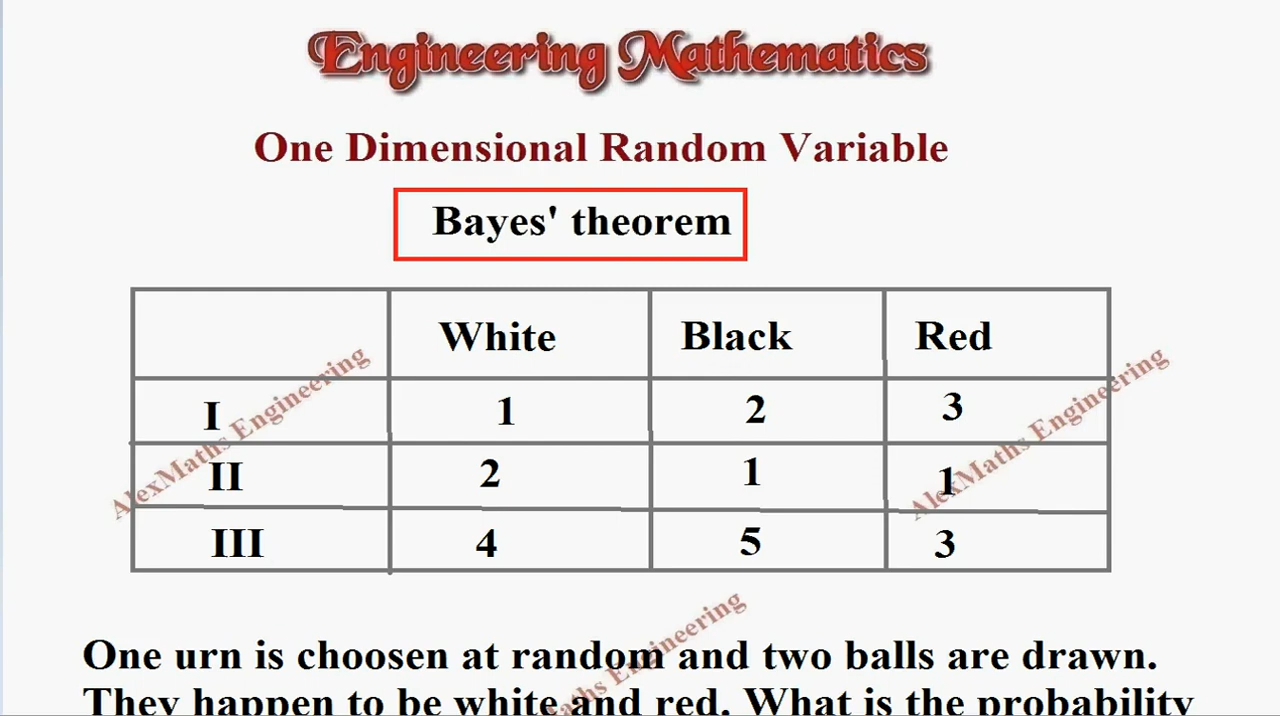 Engineering Mathematics
One Dimensional Random Variable
Bayes' theorem
White Black Red
I 1 2 3
II 2 1 1
III 4 5 3
AlexMaths Engineering
AlexMaths Engineering
One urn is choosen at random and two balls are drawn.
Maths Engineering
They happen to be white and red. What is the probability